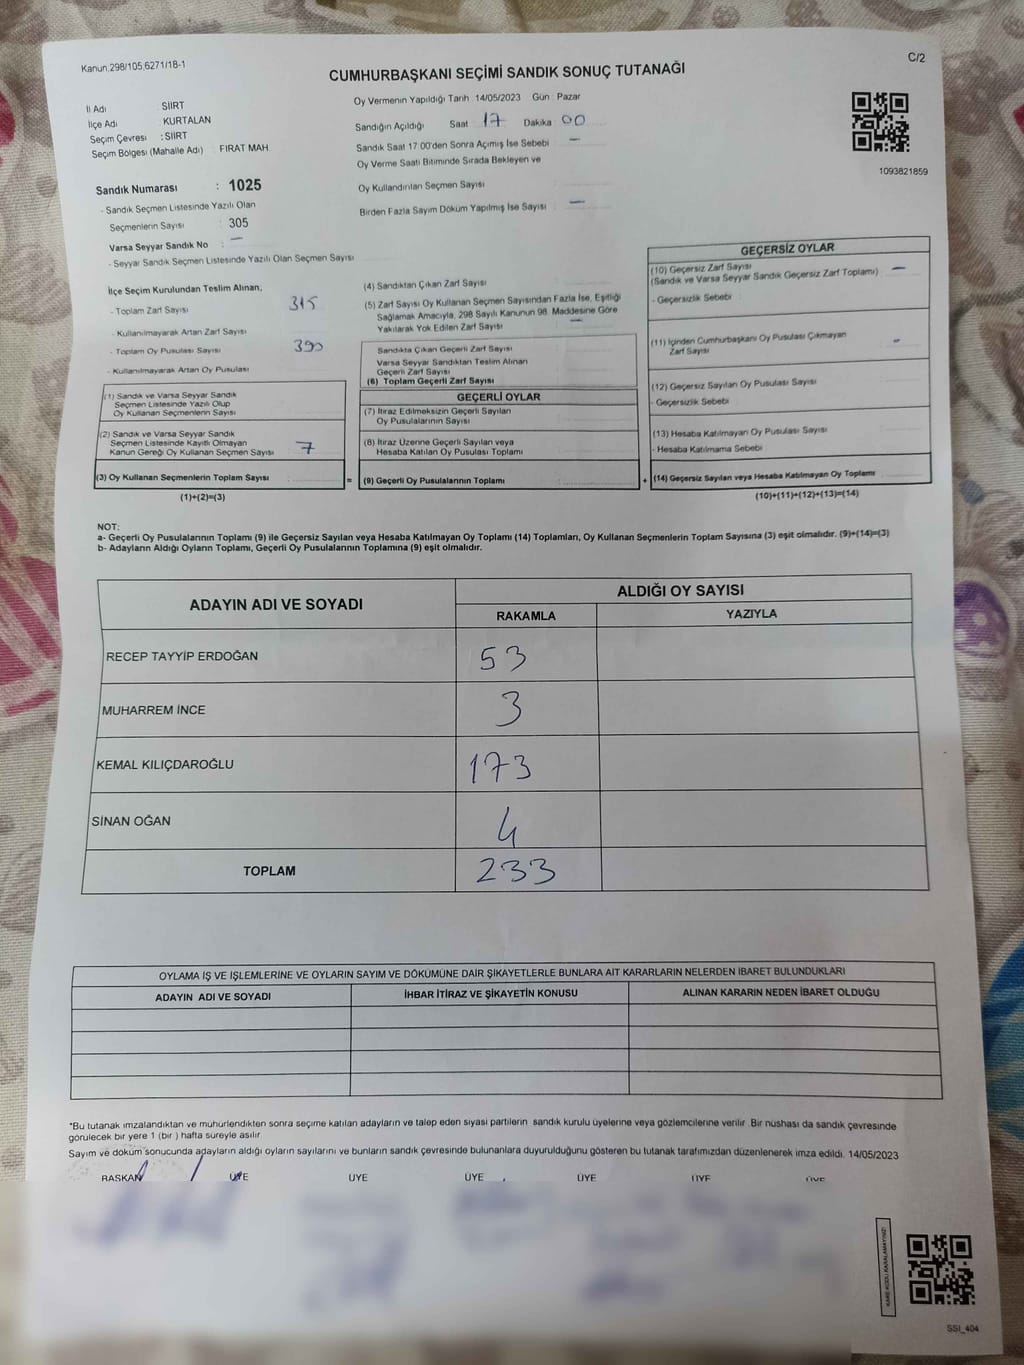 Kanun.298/105,6271/18-1
C/2
CUMHURBAŞKANI SEÇİMİ SANDIK SONUÇ TUTANAĞI
İl Adı SİİRT
İlçe Adı KURTALAN
Seçim Çevresi : SİİRT
Seçim Bölgesi (Mahalle Adı) FIRAT MAH
Oy Vermenin Yapıldığı Tarih 14/05/2023 Gün : Pazar
Sandığın Açıldığı Saat 17 Dakika 00
Sandık Saat 17:00'den Sonra Açımış İse Sebebi —
Oy Verme Saati Bitiminde Sırada Bekleyen ve
Oy Kullandırılan Seçmen Sayısı
Birden Fazla Sayım Döküm Yapılmış İse Sayısı —
1093821859
Sandık Numarası : 1025
- Sandık Seçmen Listesinde Yazılı Olan
Seçmenlerin Sayısı : 305
Varsa Seyyar Sandık No : —
- Seyyar Sandık Seçmen Listesinde Yazılı Olan Seçmen Sayısı
İlçe Seçim Kurulundan Teslim Alınan;
- Toplam Zarf Sayısı 315
- Kullanılmayarak Artan Zarf Sayısı
- Toplam Oy Pusulası Sayısı 390
- Kullanılmayarak Artan Oy Pusulası
(1) Sandık ve Varsa Seyyar Sandık
Seçmen Listesinde Yazılı Olup
Oy Kullanan Seçmenlerin Sayısı
(2) Sandık ve Varsa Seyyar Sandık
Seçmen Listesinde Kayıtlı Olmayan
Kanun Gereği Oy Kullanan Seçmen Sayısı 7
(3) Oy Kullanan Seçmenlerin Toplam Sayısı :
(1)+(2)=(3)
(4) Sandıktan Çıkan Zarf Sayısı
(5) Zarf Sayısı Oy Kullanan Seçmen Sayısından Fazla İse, Eşitliği
Sağlamak Amacıyla, 298 Sayılı Kanunun 98. Maddesine Göre
Yakılarak Yok Edilen Zarf Sayısı —
Sandıkta Çıkan Geçerli Zarf Sayısı
Varsa Seyyar Sandıktan Teslim Alınan
Geçerli Zarf Sayısı
(6) Toplam Geçerli Zarf Sayısı
GEÇERLİ OYLAR
(7) İtiraz Edilmeksizin Geçerli Sayılan
Oy Pusulalarının Sayısı
(8) İtiraz Üzerine Geçerli Sayılan veya
Hesaba Katılan Oy Pusulası Toplamı
= (9) Geçerli Oy Pusulalarının Toplamı :
GEÇERSİZ OYLAR
(10) Geçersiz Zarf Sayısı
(Sandık ve Varsa Seyyar Sandık Geçersiz Zarf Toplamı) —
- Geçersizlik Sebebi
(11) İçinden Cumhurbaşkanı Oy Pusulası Çıkmayan
Zarf Sayısı -
(12) Geçersiz Sayılan Oy Pusulası Sayısı
- Geçersizlik Sebebi
(13) Hesaba Katılmayan Oy Pusulası Sayısı
- Hesaba Katılmama Sebebi
+ (14) Geçersiz Sayılan veya Hesaba Katılmayan Oy Toplamı
(10)+(11)+(12)+(13)=(14)
NOT:
a- Geçerli Oy Pusulalarının Toplamı (9) ile Geçersiz Sayılan veya Hesaba Katılmayan Oy Toplamı (14) Toplamları, Oy Kullanan Seçmenlerin Toplam Sayısına (3) eşit olmalıdır. (9)+(14)=(3)
b- Adayların Aldığı Oyların Toplamı, Geçerli Oy Pusulalarının Toplamına (9) eşit olmalıdır.
ADAYIN ADI VE SOYADI
ALDIĞI OY SAYISI
RAKAMLA YAZIYLA
RECEP TAYYİP ERDOĞAN 53
MUHARREM İNCE 3
KEMAL KILIÇDAROĞLU 173
SİNAN OĞAN 4
TOPLAM 233
OYLAMA İŞ VE İŞLEMLERİNE VE OYLARIN SAYIM VE DÖKÜMÜNE DAİR ŞİKAYETLERLE BUNLARA AİT KARARLARIN NELERDEN İBARET BULUNDUKLARI
ADAYIN ADI VE SOYADI İHBAR İTİRAZ VE ŞİKAYETİN KONUSU ALINAN KARARIN NEDEN İBARET OLDUĞU
*Bu tutanak imzalandıktan ve mühürlendikten sonra seçime katılan adayların ve talep eden siyasi partilerin sandık kurulu üyelerine veya gözlemcilerine verilir. Bir nüshası da sandık çevresinde
görülecek bir yere 1 (bir ) hafta süreyle asılır
Sayım ve döküm sonucunda adayların aldığı oyların sayılarını ve bunların sandık çevresinde bulunanlara duyurulduğunu gösteren bu tutanak tarafımızdan düzenlenerek imza edildi. 14/05/2023
BAŞKAN ÜYE ÜYE ÜYE ÜYE ÜYE ÜYE
KARE KODU KARALAMAYINIZ!
SSI_404